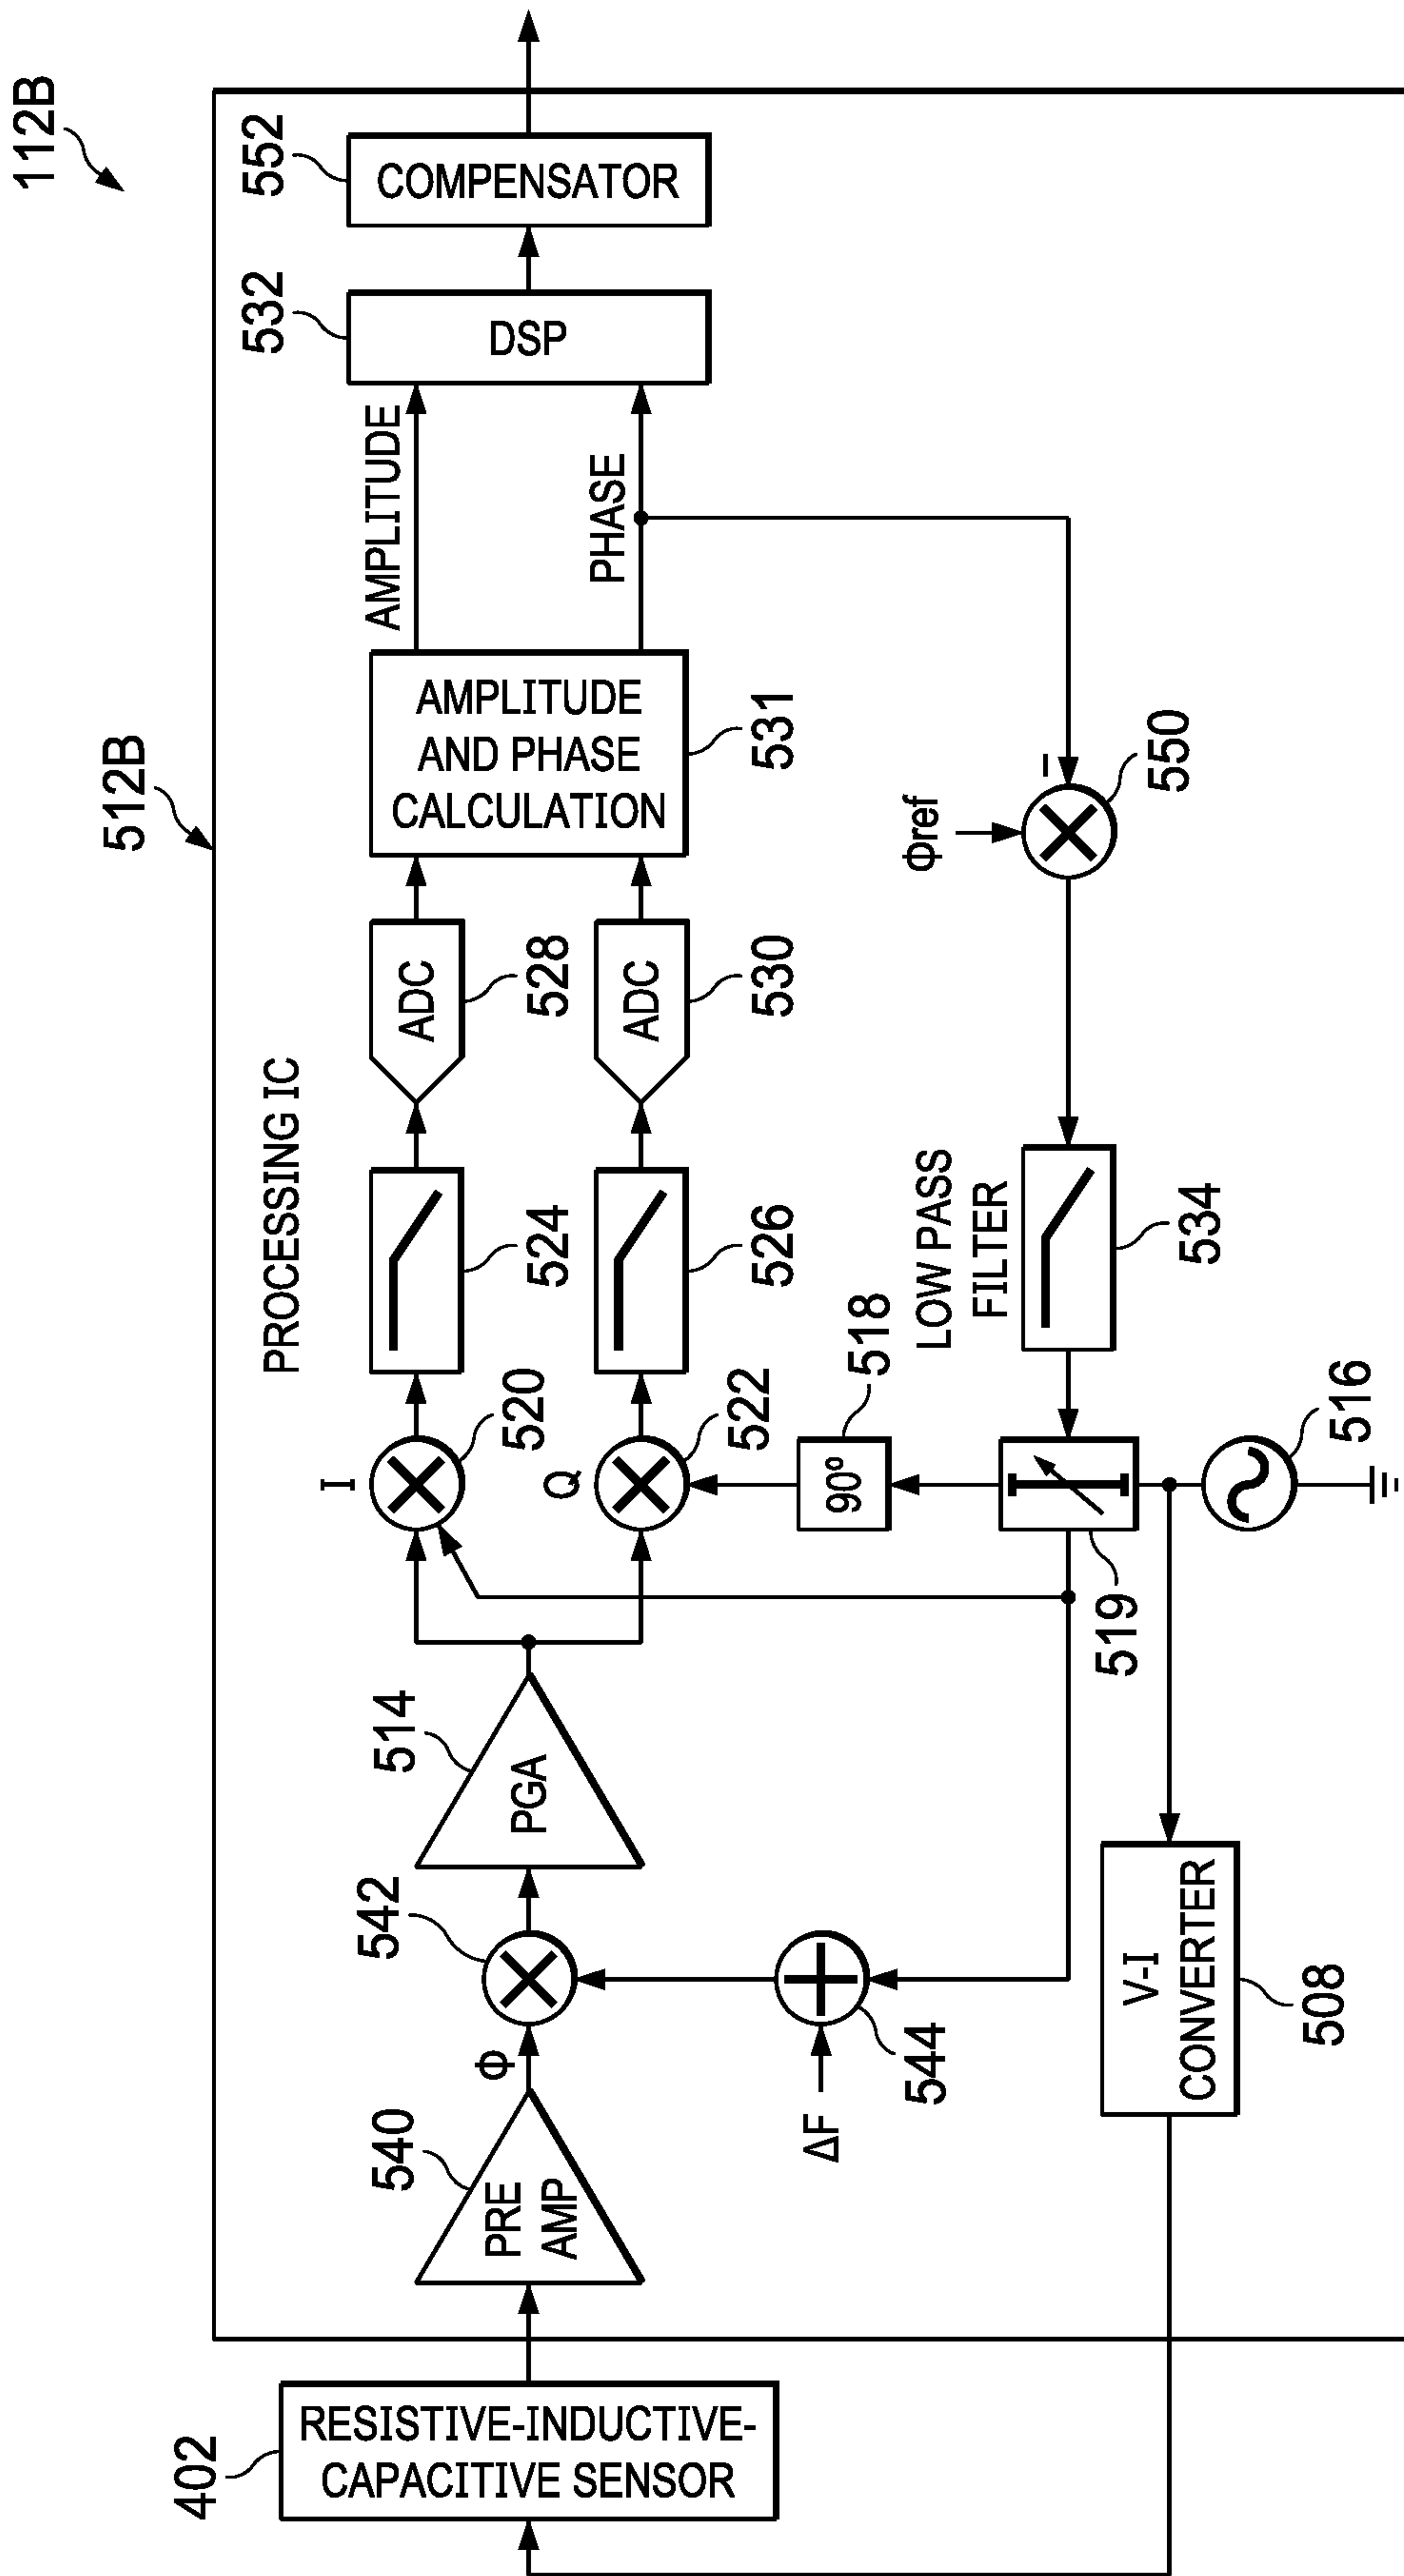 112B
512B
PROCESSING IC
402
RESISTIVE-INDUCTIVE-
CAPACITIVE SENSOR
540
PRE
AMP
Φ
542
514
PGA
I
520
524
528
ADC
AMPLITUDE
AND PHASE
CALCULATION
531
AMPLITUDE
PHASE
532
DSP
552
COMPENSATOR
Q
522
526
530
ADC
ΔF
544
518
90°
519
LOW PASS
FILTER
534
Φref
–
550
516
V-I
CONVERTER
508